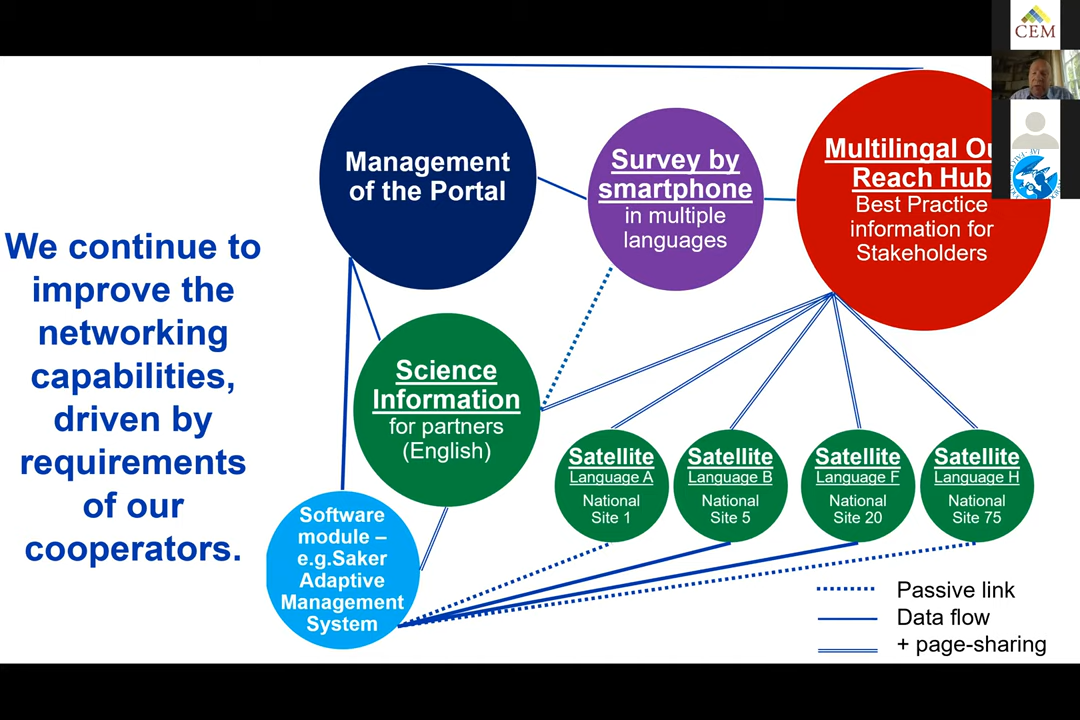 CEM
We continue to
improve the
networking
capabilities,
driven by
requirements
of our
cooperators.
Management
of the Portal
Survey by
smartphone
in multiple
languages
Multilingal
Reach Hub
Best Practice
information for
Stakeholders
Science
Information
for partners
(English)
Satellite
Language A
National
Site 1
Satellite
Language B
National
Site 5
Satellite
Language F
National
Site 20
Satellite
Language H
National
Site 75
Software
module –
e.g.Saker
Adaptive
Management
System
Passive link
Data flow
+ page-sharing